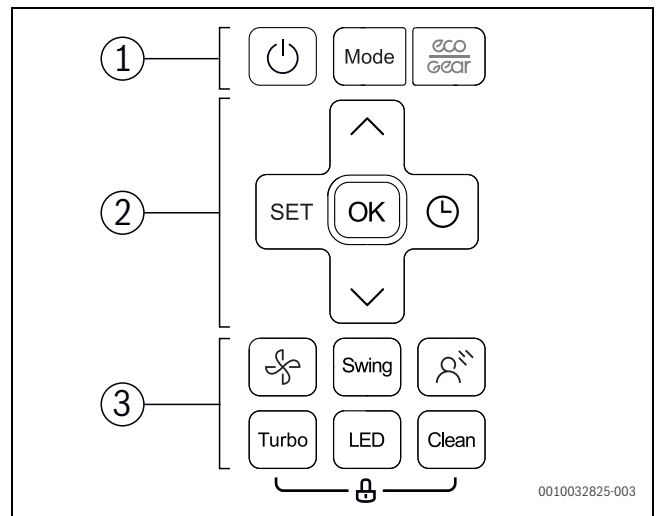 1
Mode
eco
Gear
2
SET
OK
3
Swing
Turbo
LED
Clean
0010032825-003